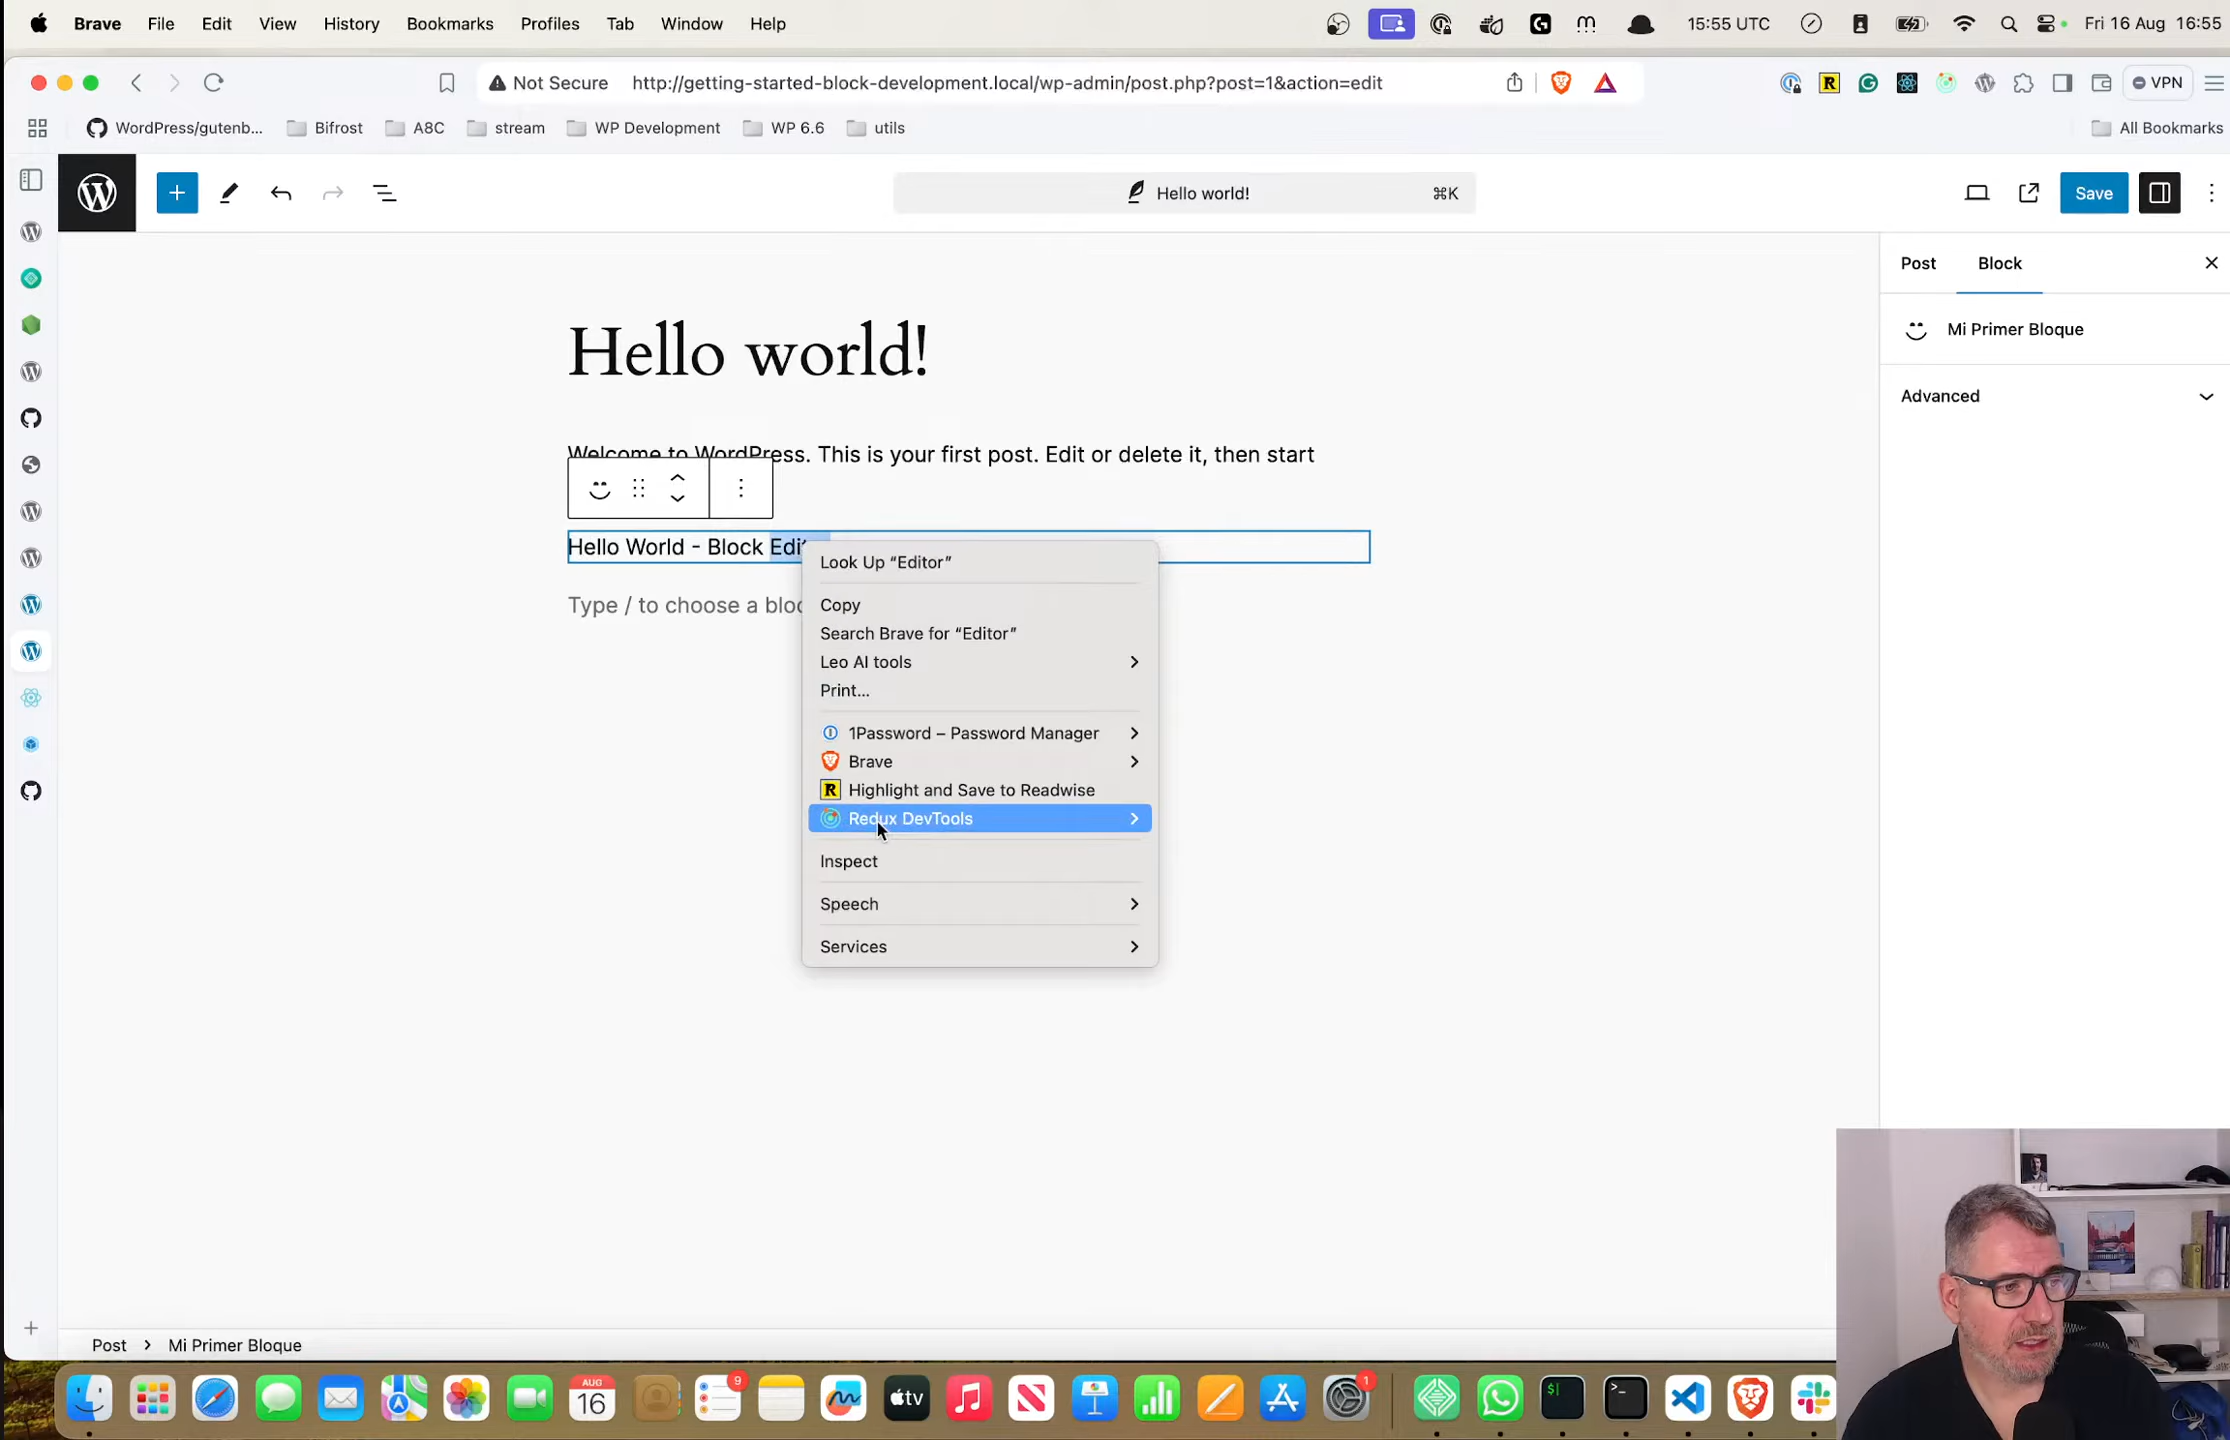 Brave File Edit View History Bookmarks Profiles Tab Window Help 15:55 UTC Fri 16 Aug 16:55
Not Secure http://getting-started-block-development.local/wp-admin/post.php?post=1&action=edit VPN
WordPress/gutenb... Bifrost A8C stream WP Development WP 6.6 utils All Bookmarks
Hello world! ⌘K Save
Post Block
Mi Primer Bloque
Advanced
Hello world!
Welcome to WordPress. This is your first post. Edit or delete it, then start
Hello World - Block Edit
Type / to choose a bloc
Look Up “Editor”
Copy
Search Brave for “Editor”
Leo AI tools
Print...
1Password – Password Manager
Brave
Highlight and Save to Readwise
Redux DevTools
Inspect
Speech
Services
Post Mi Primer Bloque
AUG
16
9
tv
1